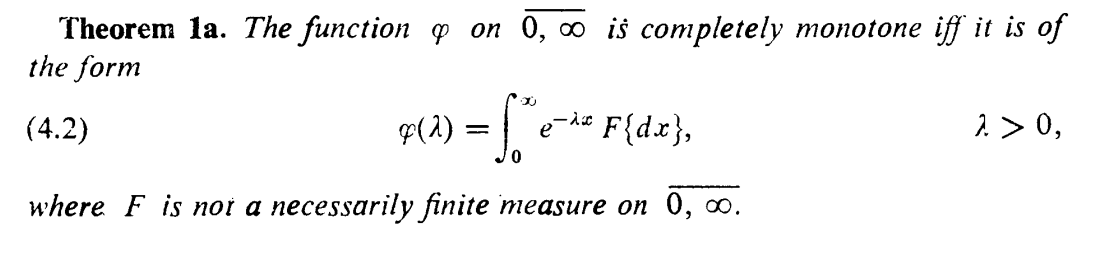 Theorem 1a. The function φ on 0, ∞ is completely monotone iff it is of
the form
(4.2) φ(λ) = ∫₀^∞ e^{-λx} F{dx}, λ > 0,
where F is not a necessarily finite measure on 0, ∞.